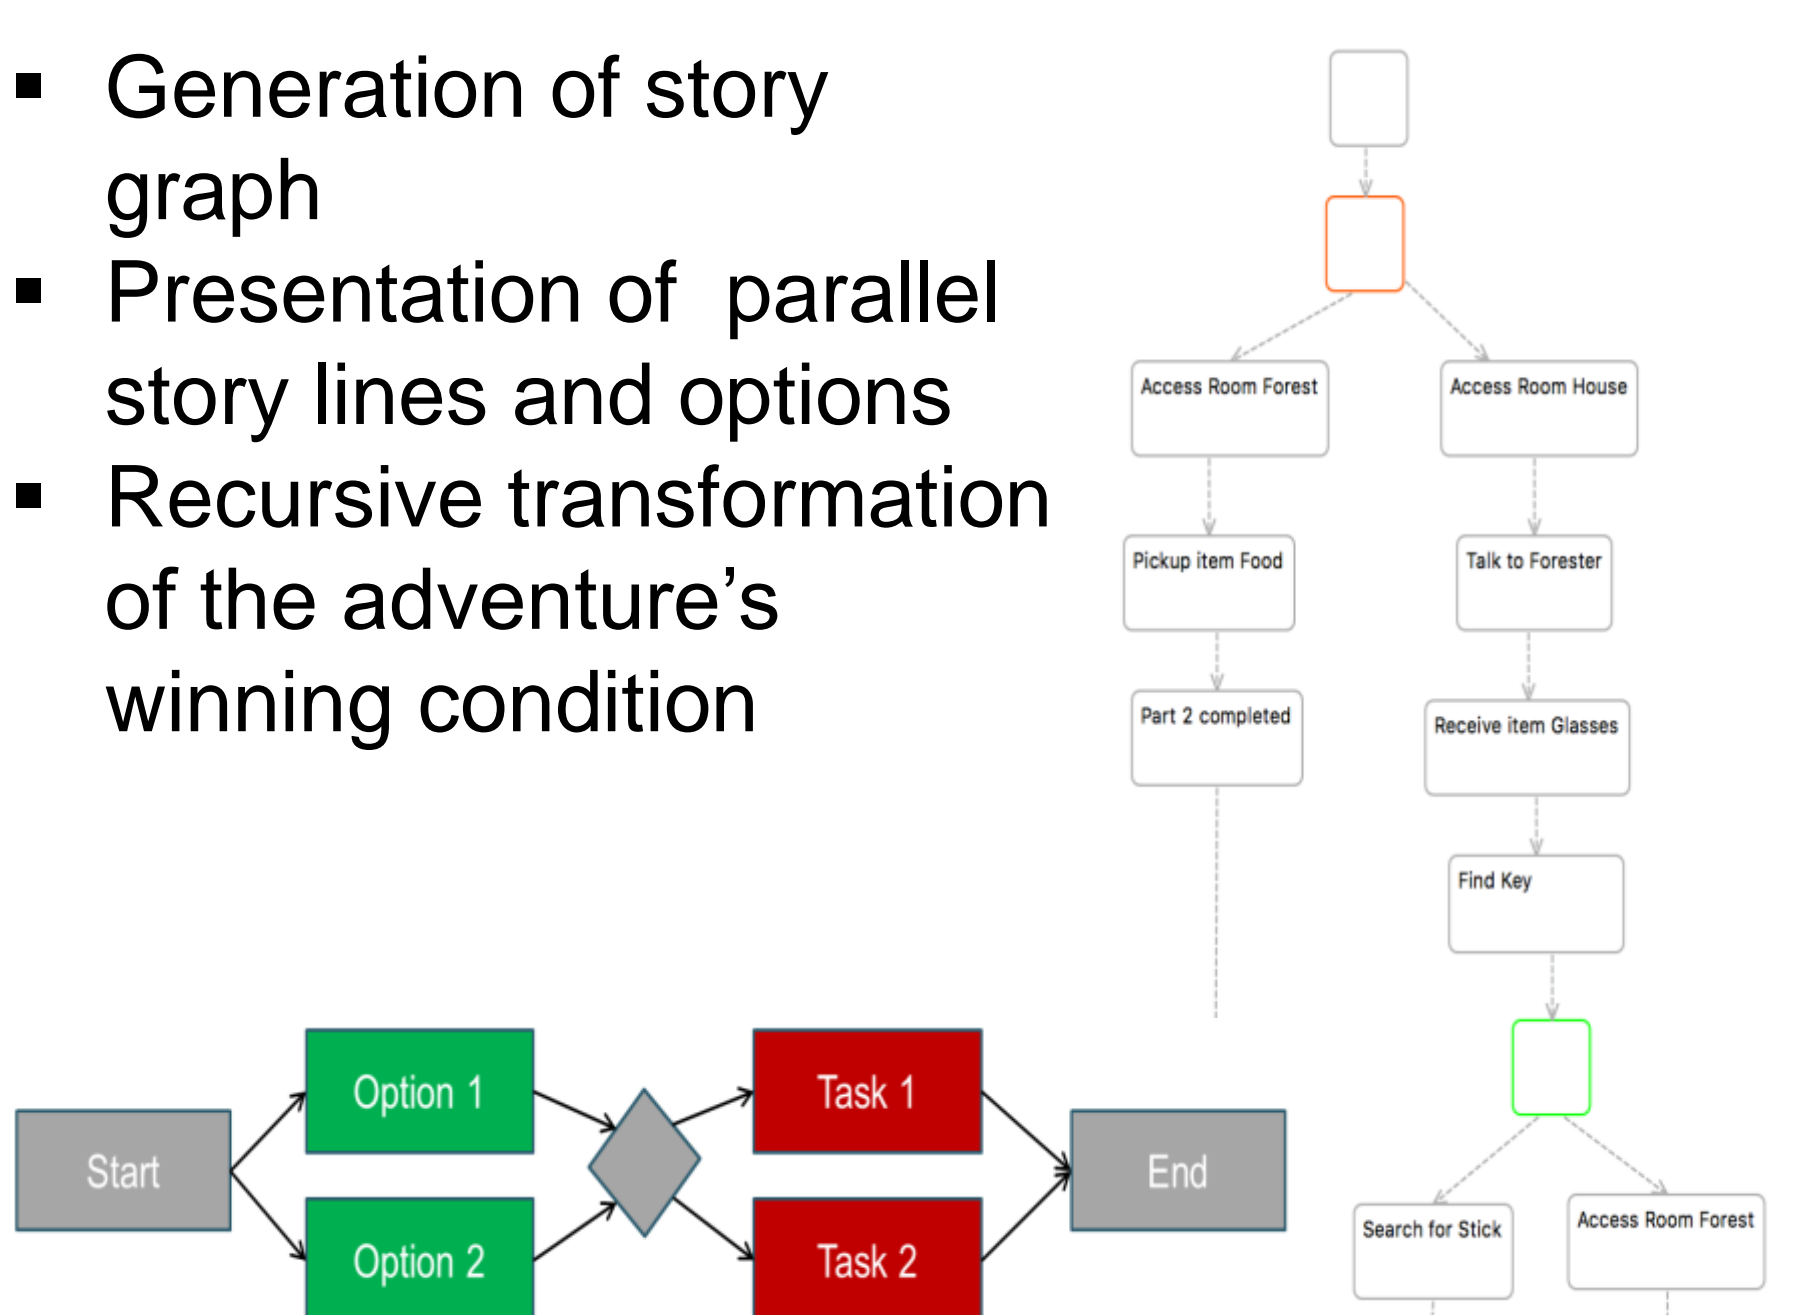 ▪ Generation of story
graph
▪ Presentation of  parallel
story lines and options
▪ Recursive transformation
of the adventure’s
winning condition
Access Room Forest
Access Room House
Pickup item Food
Talk to Forester
Part 2 completed
Receive item Glasses
Find Key
Search for Stick
Access Room Forest
Start
Option 1
Option 2
Task 1
Task 2
End